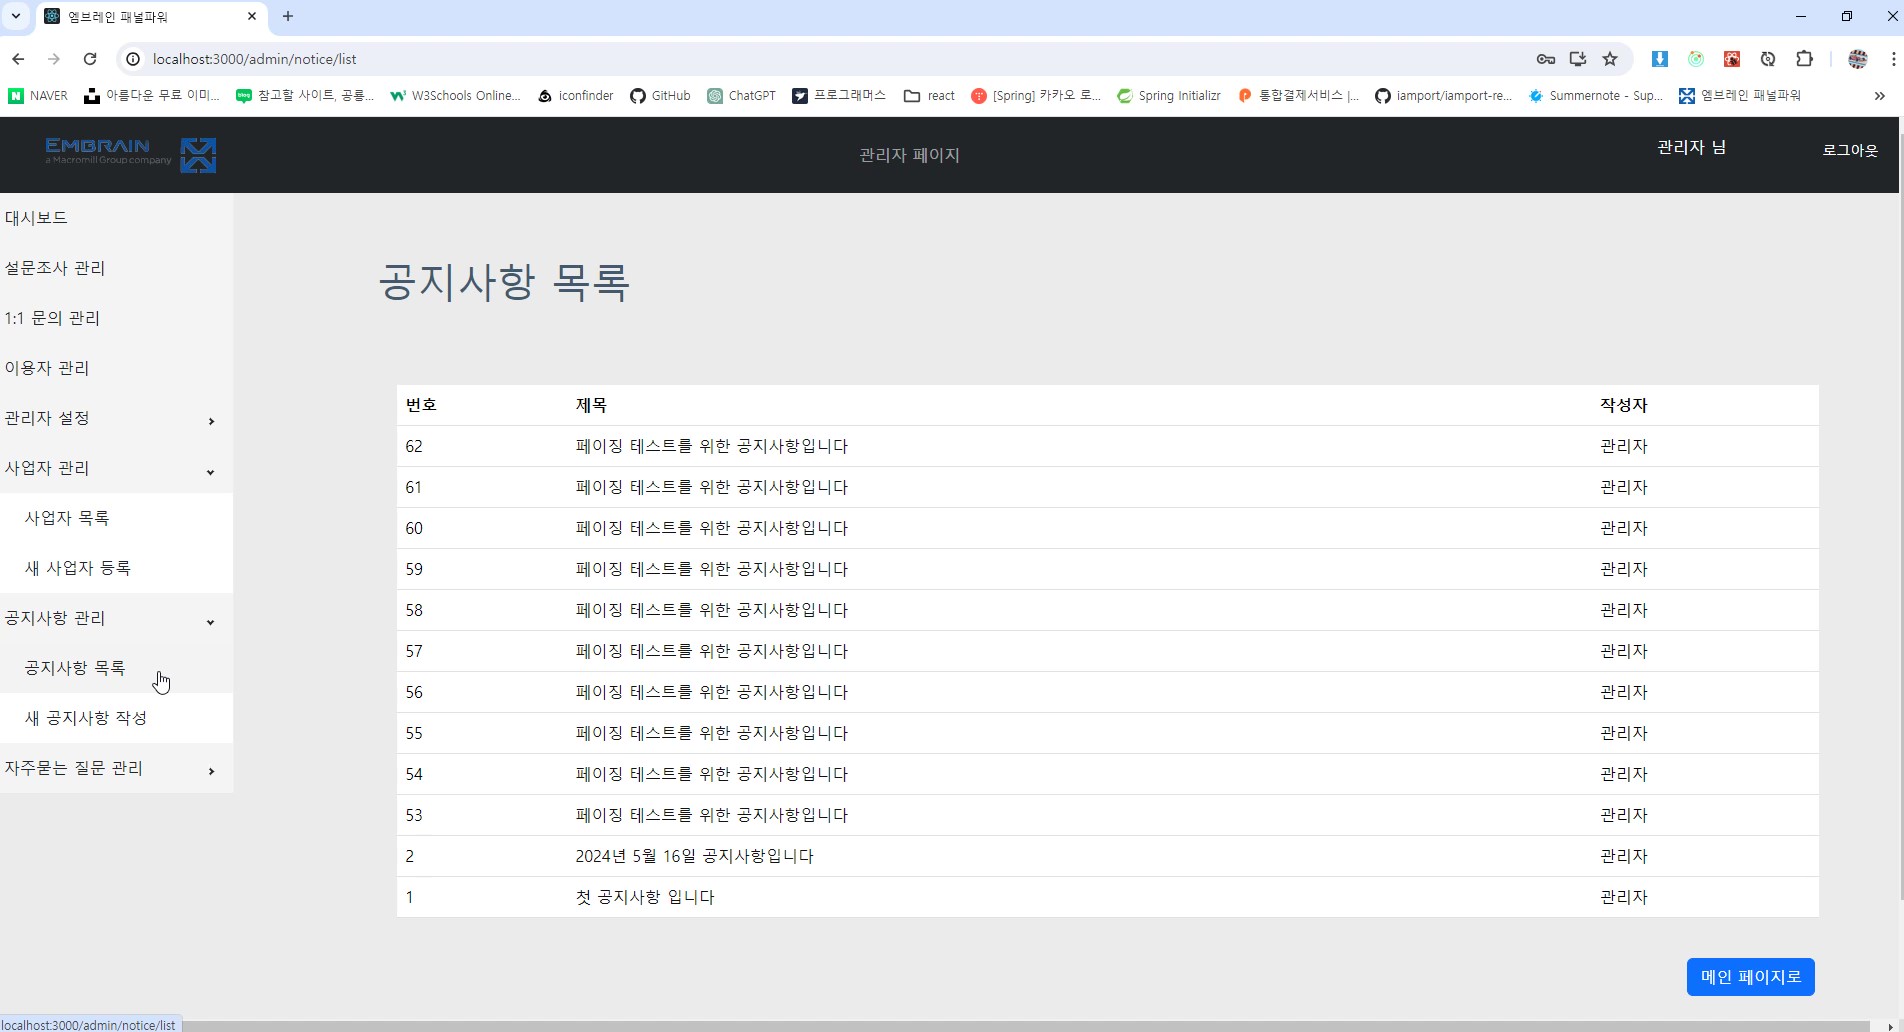 엠브레인 패널파워
localhost:3000/admin/notice/list
NAVER 아름다운 무료 이미... 참고할 사이트, 공룡... W3Schools Online... iconfinder GitHub ChatGPT 프로그래머스 react [Spring] 카카오 로... Spring Initializr 통합결제서비스 |... iamport/iamport-re... Summernote - Sup... 엠브레인 패널파워
EMBRAIN
a Macromill Group company
관리자 페이지
관리자 님
로그아웃
대시보드
설문조사 관리
1:1 문의 관리
이용자 관리
관리자 설정
사업자 관리
사업자 목록
새 사업자 등록
공지사항 관리
공지사항 목록
새 공지사항 작성
자주묻는 질문 관리
공지사항 목록
번호 제목 작성자
62 페이징 테스트를 위한 공지사항입니다 관리자
61 페이징 테스트를 위한 공지사항입니다 관리자
60 페이징 테스트를 위한 공지사항입니다 관리자
59 페이징 테스트를 위한 공지사항입니다 관리자
58 페이징 테스트를 위한 공지사항입니다 관리자
57 페이징 테스트를 위한 공지사항입니다 관리자
56 페이징 테스트를 위한 공지사항입니다 관리자
55 페이징 테스트를 위한 공지사항입니다 관리자
54 페이징 테스트를 위한 공지사항입니다 관리자
53 페이징 테스트를 위한 공지사항입니다 관리자
2 2024년 5월 16일 공지사항입니다 관리자
1 첫 공지사항 입니다 관리자
메인 페이지로
localhost:3000/admin/notice/list